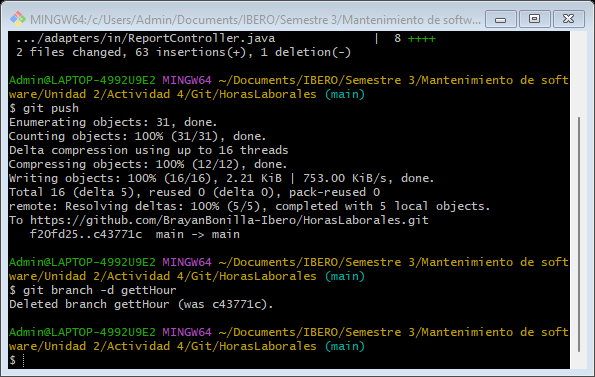 MINGW64:/c/Users/Admin/Documents/IBERO/Semestre 3/Mantenimiento de softw...
.../adapters/in/ReportController.java | 8 ++++
2 files changed, 63 insertions(+), 1 deletion(-)
Admin@LAPTOP-4992U9E2 MINGW64 ~/Documents/IBERO/Semestre 3/Mantenimiento de soft
ware/Unidad 2/Actividad 4/Git/HorasLaborales (main)
$ git push
Enumerating objects: 31, done.
Counting objects: 100% (31/31), done.
Delta compression using up to 16 threads
Compressing objects: 100% (12/12), done.
Writing objects: 100% (16/16), 2.21 KiB | 753.00 KiB/s, done.
Total 16 (delta 5), reused 0 (delta 0), pack-reused 0
remote: Resolving deltas: 100% (5/5), completed with 5 local objects.
To https://github.com/BrayanBonilla-Ibero/HorasLaborales.git
f20fd25..c43771c main -> main
Admin@LAPTOP-4992U9E2 MINGW64 ~/Documents/IBERO/Semestre 3/Mantenimiento de soft
ware/Unidad 2/Actividad 4/Git/HorasLaborales (main)
$ git branch -d gettHour
Deleted branch gettHour (was c43771c).
Admin@LAPTOP-4992U9E2 MINGW64 ~/Documents/IBERO/Semestre 3/Mantenimiento de soft
ware/Unidad 2/Actividad 4/Git/HorasLaborales (main)
$